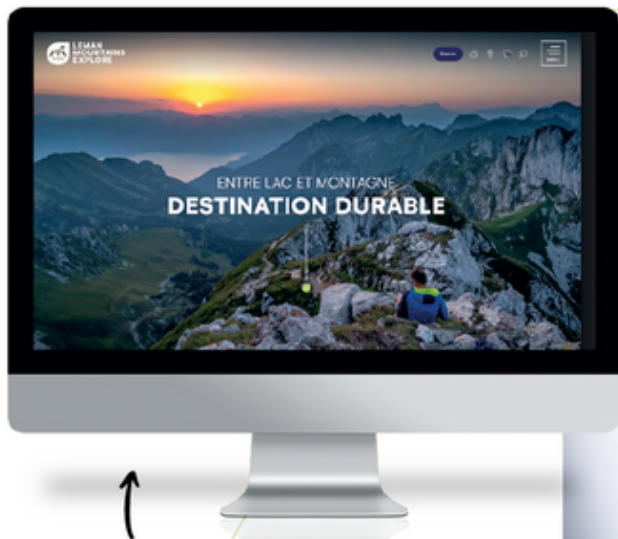 LEMAN
MOUNTAINS
EXPLORE
ENTRE LAC ET MONTAGNE
DESTINATION DURABLE